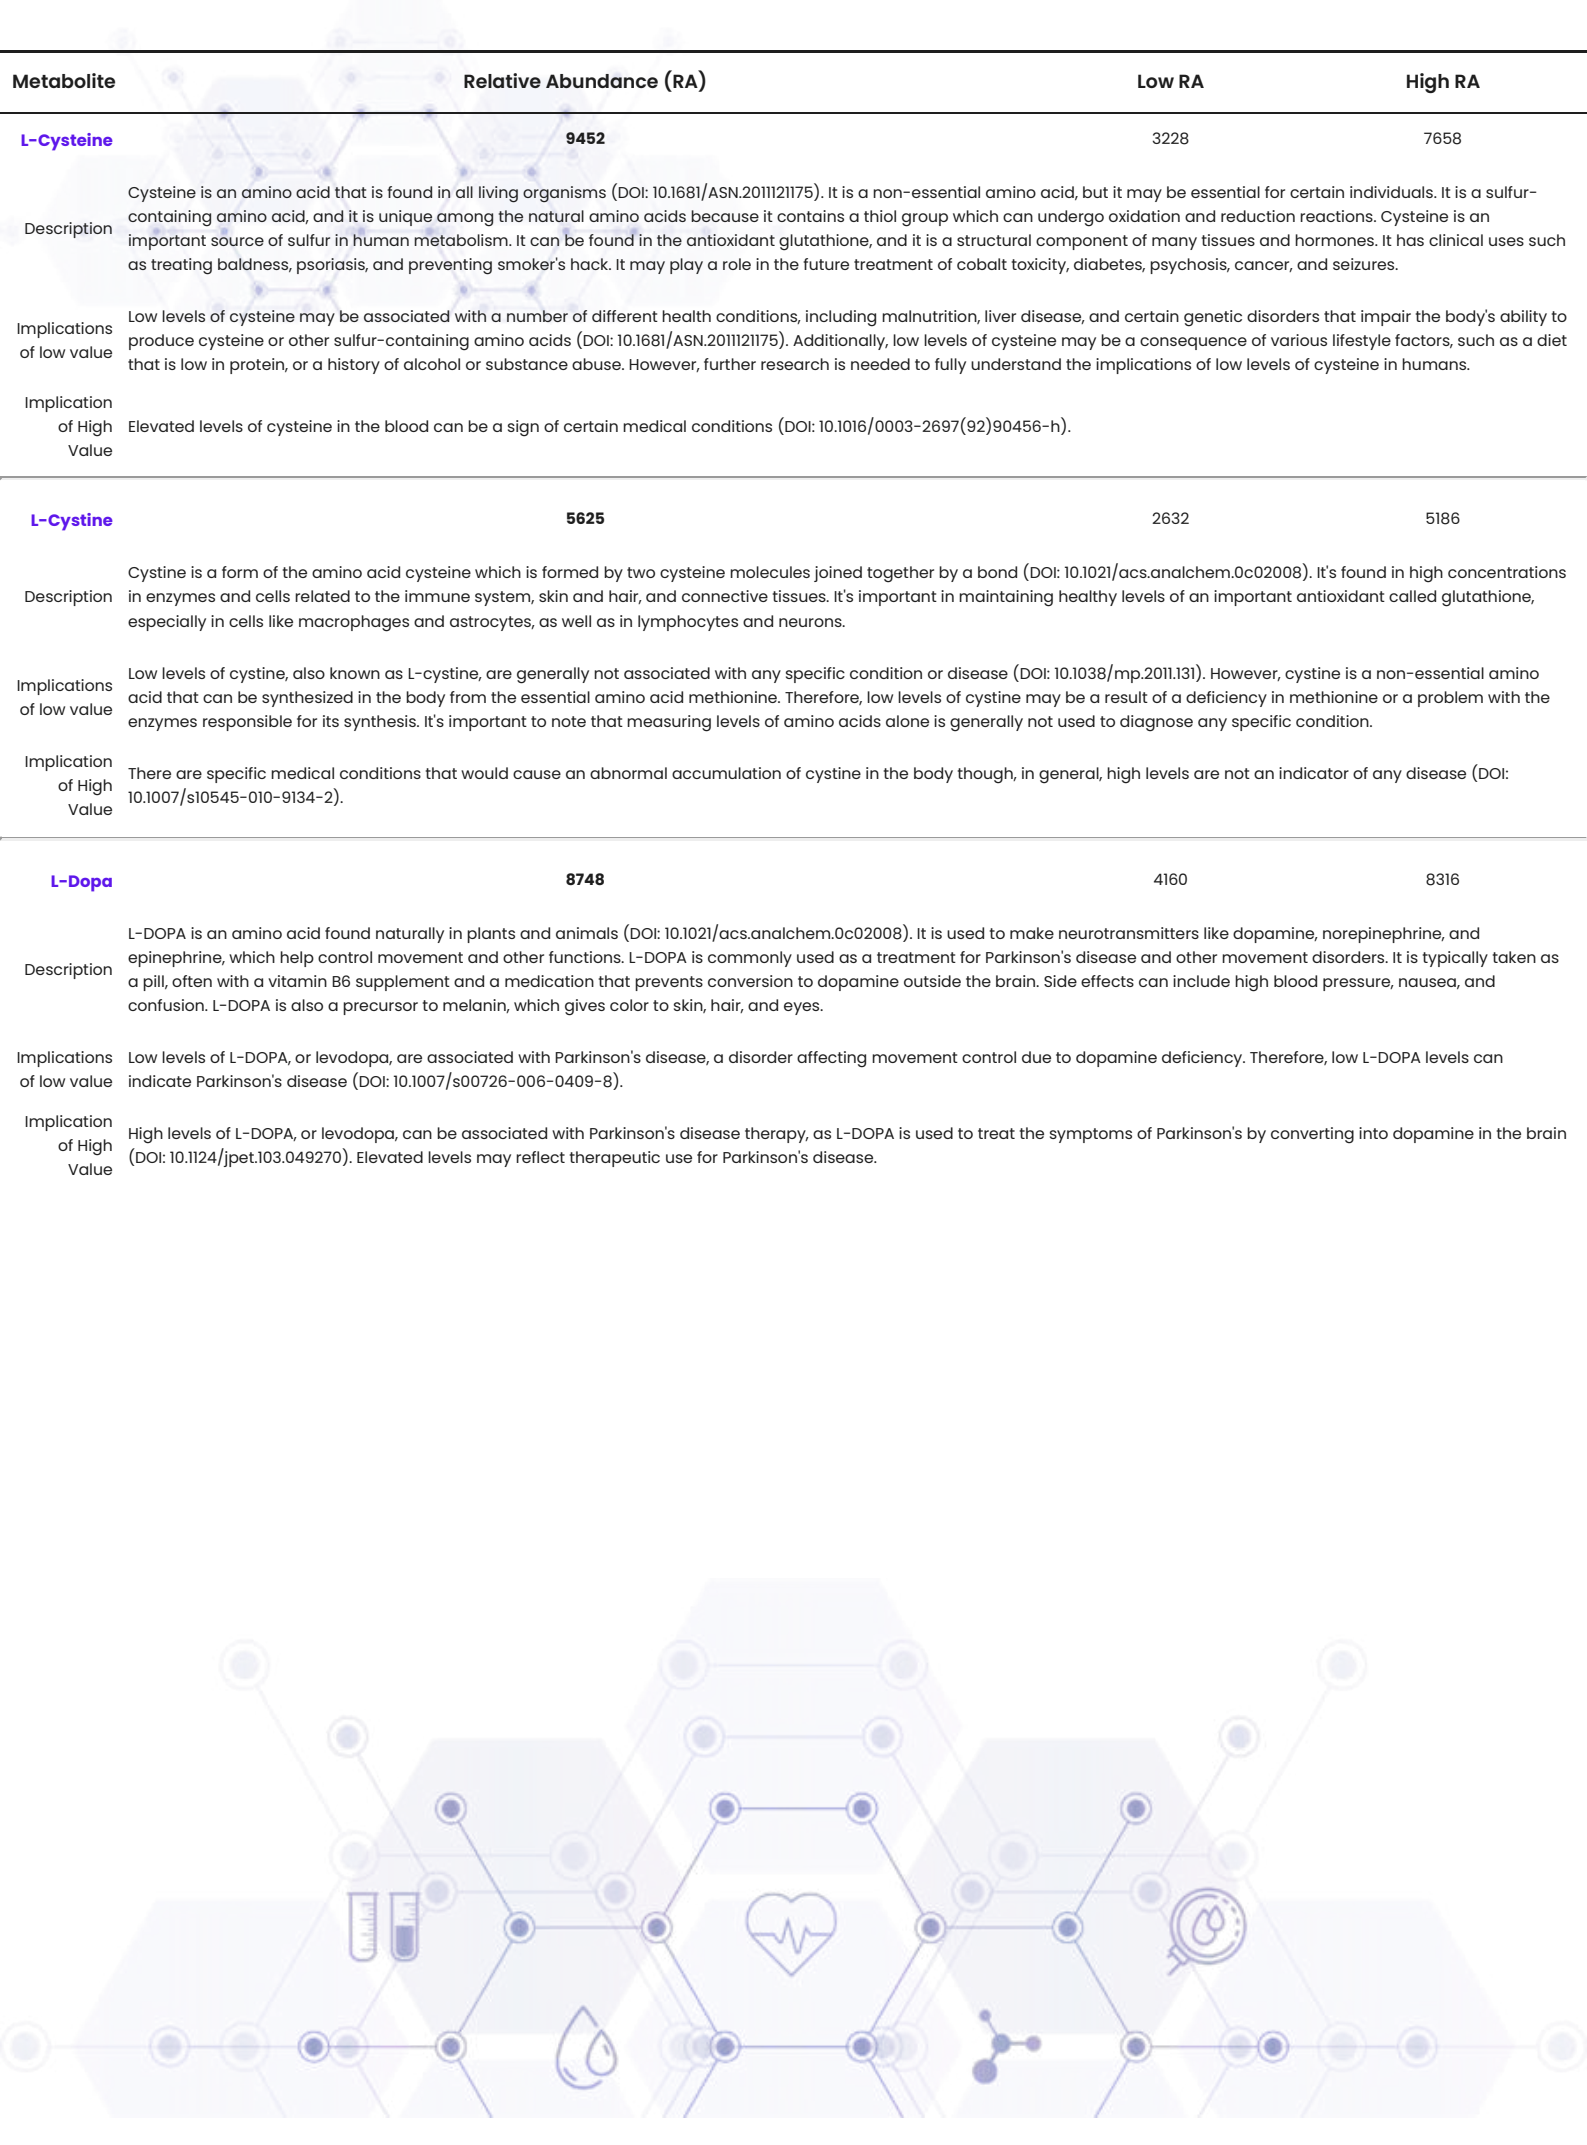 Metabolite Relative Abundance (RA) Low RA High RA
L-Cysteine 9452 3228 7658
Description
Cysteine is an amino acid that is found in all living organisms (DOI: 10.1681/ASN.2011121175). It is a non-essential amino acid, but it may be essential for certain individuals. It is a sulfur-
containing amino acid, and it is unique among the natural amino acids because it contains a thiol group which can undergo oxidation and reduction reactions. Cysteine is an
important source of sulfur in human metabolism. It can be found in the antioxidant glutathione, and it is a structural component of many tissues and hormones. It has clinical uses such
as treating baldness, psoriasis, and preventing smoker's hack. It may play a role in the future treatment of cobalt toxicity, diabetes, psychosis, cancer, and seizures.
Implications
of low value
Low levels of cysteine may be associated with a number of different health conditions, including malnutrition, liver disease, and certain genetic disorders that impair the body's ability to
produce cysteine or other sulfur-containing amino acids (DOI: 10.1681/ASN.2011121175). Additionally, low levels of cysteine may be a consequence of various lifestyle factors, such as a diet
that is low in protein, or a history of alcohol or substance abuse. However, further research is needed to fully understand the implications of low levels of cysteine in humans.
Implication
of High
Value
Elevated levels of cysteine in the blood can be a sign of certain medical conditions (DOI: 10.1016/0003-2697(92)90456-h).
L-Cystine 5625 2632 5186
Description
Cystine is a form of the amino acid cysteine which is formed by two cysteine molecules joined together by a bond (DOI: 10.1021/acs.analchem.0c02008). It's found in high concentrations
in enzymes and cells related to the immune system, skin and hair, and connective tissues. It's important in maintaining healthy levels of an important antioxidant called glutathione,
especially in cells like macrophages and astrocytes, as well as in lymphocytes and neurons.
Implications
of low value
Low levels of cystine, also known as L-cystine, are generally not associated with any specific condition or disease (DOI: 10.1038/mp.2011.131). However, cystine is a non-essential amino
acid that can be synthesized in the body from the essential amino acid methionine. Therefore, low levels of cystine may be a result of a deficiency in methionine or a problem with the
enzymes responsible for its synthesis. It's important to note that measuring levels of amino acids alone is generally not used to diagnose any specific condition.
Implication
of High
Value
There are specific medical conditions that would cause an abnormal accumulation of cystine in the body though, in general, high levels are not an indicator of any disease (DOI:
10.1007/s10545-010-9134-2).
L-Dopa 8748 4160 8316
Description
L-DOPA is an amino acid found naturally in plants and animals (DOI: 10.1021/acs.analchem.0c02008). It is used to make neurotransmitters like dopamine, norepinephrine, and
epinephrine, which help control movement and other functions. L-DOPA is commonly used as a treatment for Parkinson's disease and other movement disorders. It is typically taken as
a pill, often with a vitamin B6 supplement and a medication that prevents conversion to dopamine outside the brain. Side effects can include high blood pressure, nausea, and
confusion. L-DOPA is also a precursor to melanin, which gives color to skin, hair, and eyes.
Implications
of low value
Low levels of L-DOPA, or levodopa, are associated with Parkinson's disease, a disorder affecting movement control due to dopamine deficiency. Therefore, low L-DOPA levels can
indicate Parkinson's disease (DOI: 10.1007/s00726-006-0409-8).
Implication
of High
Value
High levels of L-DOPA, or levodopa, can be associated with Parkinson's disease therapy, as L-DOPA is used to treat the symptoms of Parkinson's by converting into dopamine in the brain
(DOI: 10.1124/jpet.103.049270). Elevated levels may reflect therapeutic use for Parkinson's disease.